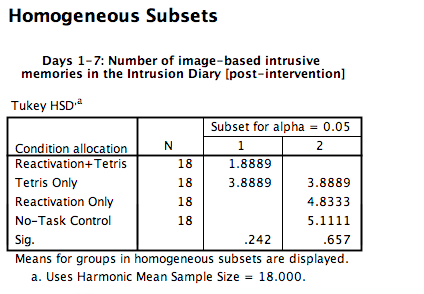 Homogeneous Subsets
Days 1–7: Number of image-based intrusive
memories in the Intrusion Diary [post-intervention]
Tukey HSD,a
Subset for alpha = 0.05
Condition allocation N 1 2
Reactivation+Tetris 18 1.8889
Tetris Only 18 3.8889 3.8889
Reactivation Only 18 4.8333
No-Task Control 18 5.1111
Sig. .242 .657
Means for groups in homogeneous subsets are displayed.
a. Uses Harmonic Mean Sample Size = 18.000.